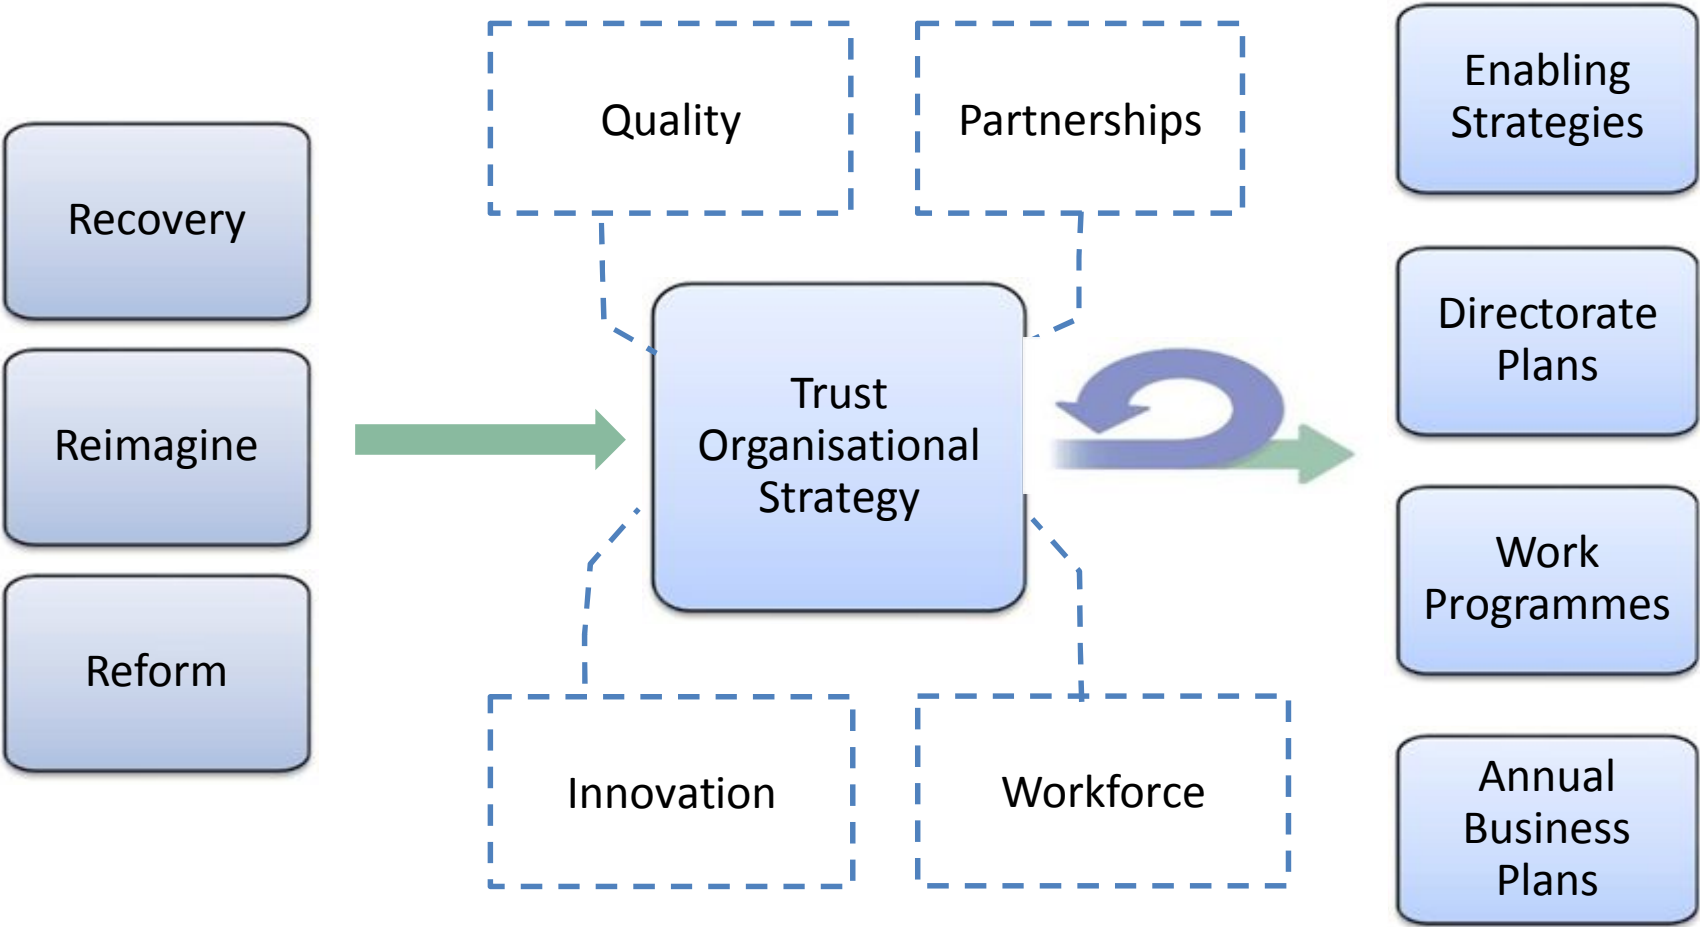 Recovery
Reimagine
Reform
Quality
Partnerships
Trust
Organisational
Strategy
Innovation
Workforce
Enabling
Strategies
Directorate
Plans
Work
Programmes
Annual
Business
Plans